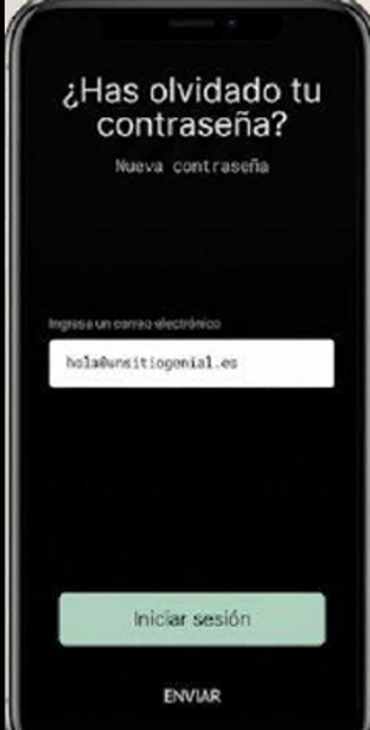 ¿Has olvidado tu
contraseña?
Nueva contraseña
Ingresa un correo electrónico
hola@unsitiogenial.es
Iniciar sesión
ENVIAR